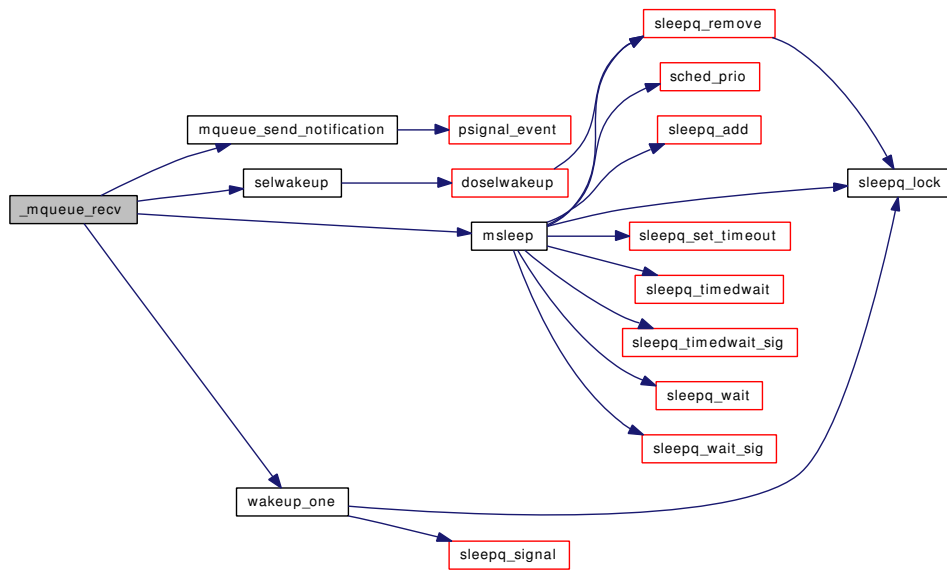 sleepq_remove
sched_prio
mqueue_send_notification
psignal_event
sleepq_add
selwakeup
doselwakeup
sleepq_lock
_mqueue_recv
msleep
sleepq_set_timeout
sleepq_timedwait
sleepq_timedwait_sig
sleepq_wait
sleepq_wait_sig
wakeup_one
sleepq_signal